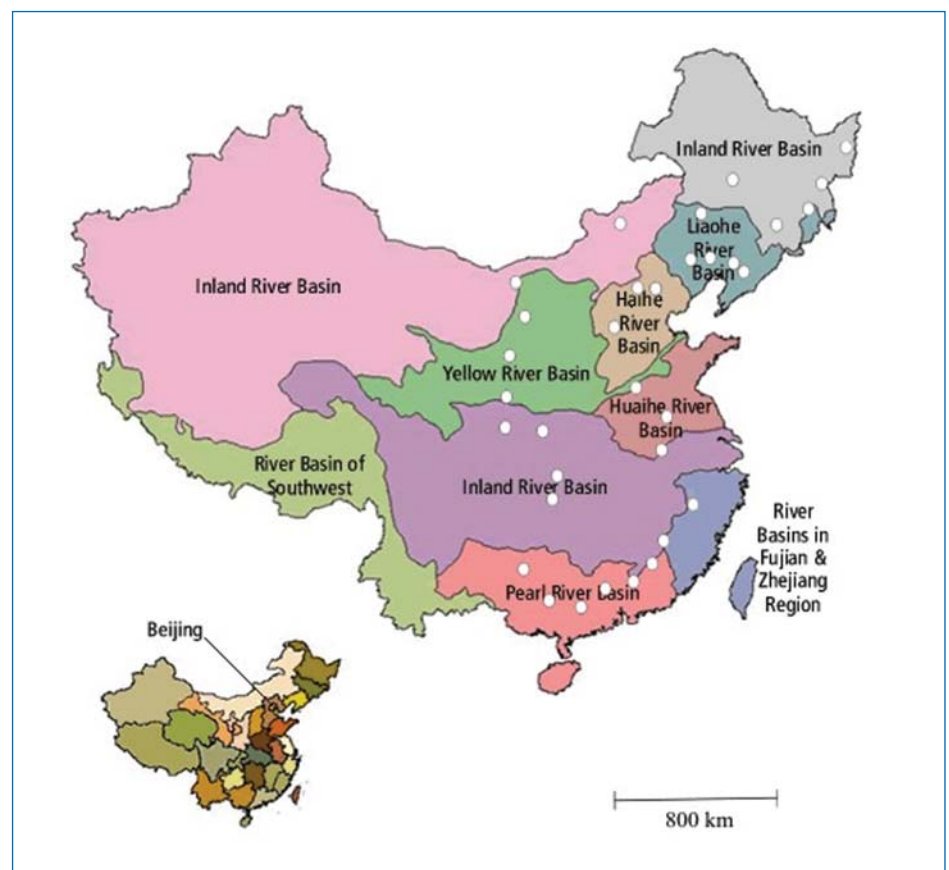 Inland River Basin
Liaohe
River
Basin
Inland River Basin
Haihe
River
Basin
Yellow River Basin
Huaihe River
Basin
River Basin of
Southwest
Inland River Basin
River
Basins in
Fujian &
Zhejiang
Region
Pearl River Basin
Beijing
800 km